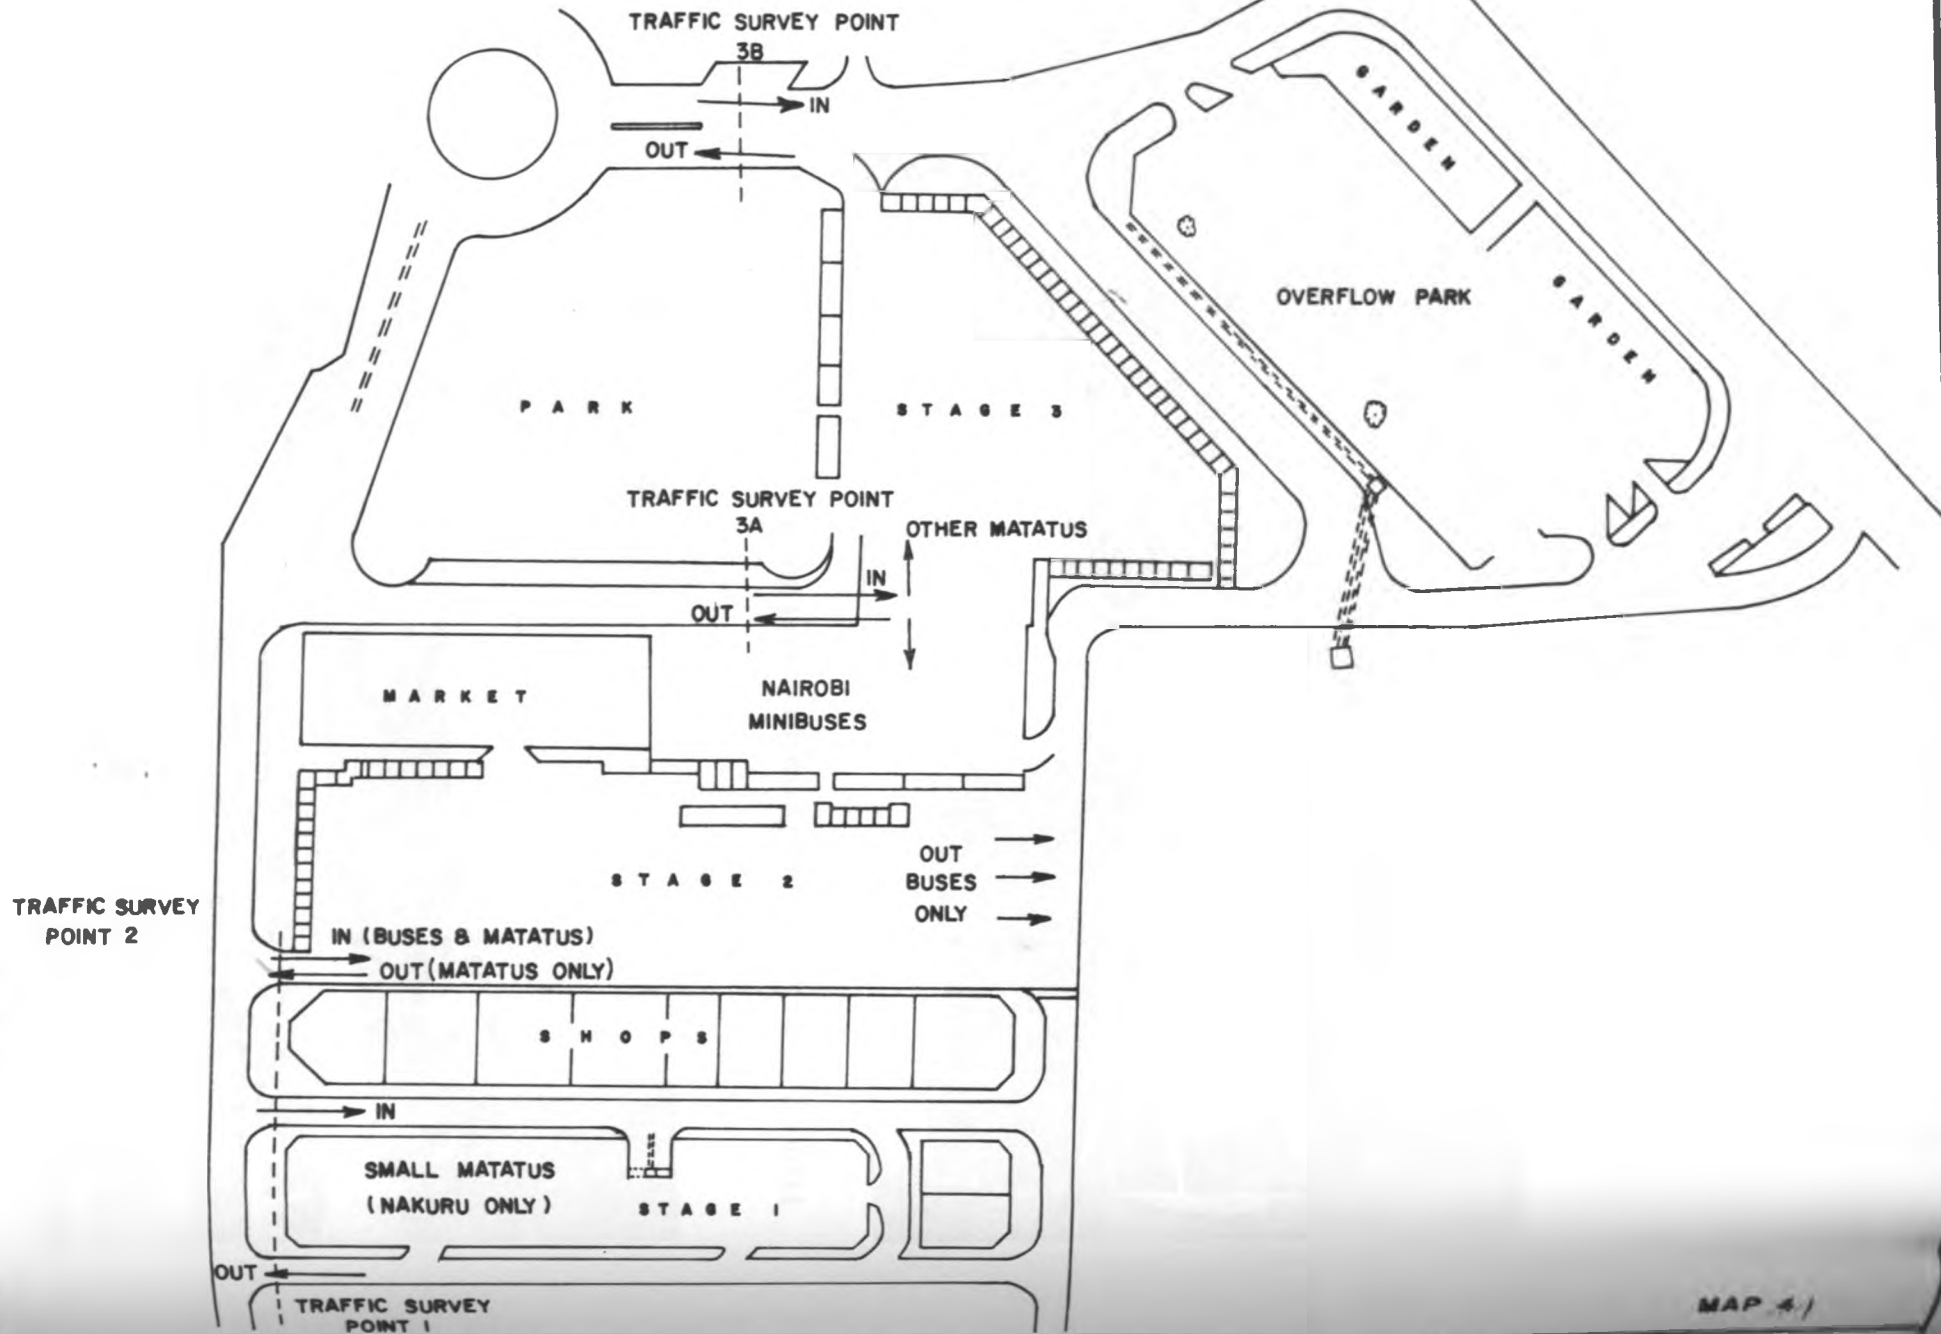 TRAFFIC SURVEY POINT
3B
IN
OUT
GARDEN
GARDEN
OVERFLOW PARK
PARK
STAGE 3
TRAFFIC SURVEY POINT
3A
OTHER MATATUS
IN
OUT
MARKET
NAIROBI
MINIBUSES
STAGE 2
OUT
BUSES
ONLY
TRAFFIC SURVEY
POINT 2
IN (BUSES & MATATUS)
OUT (MATATUS ONLY)
SHOPS
IN
SMALL MATATUS
(NAKURU ONLY)
STAGE 1
OUT
TRAFFIC SURVEY
POINT 1
MAP 4